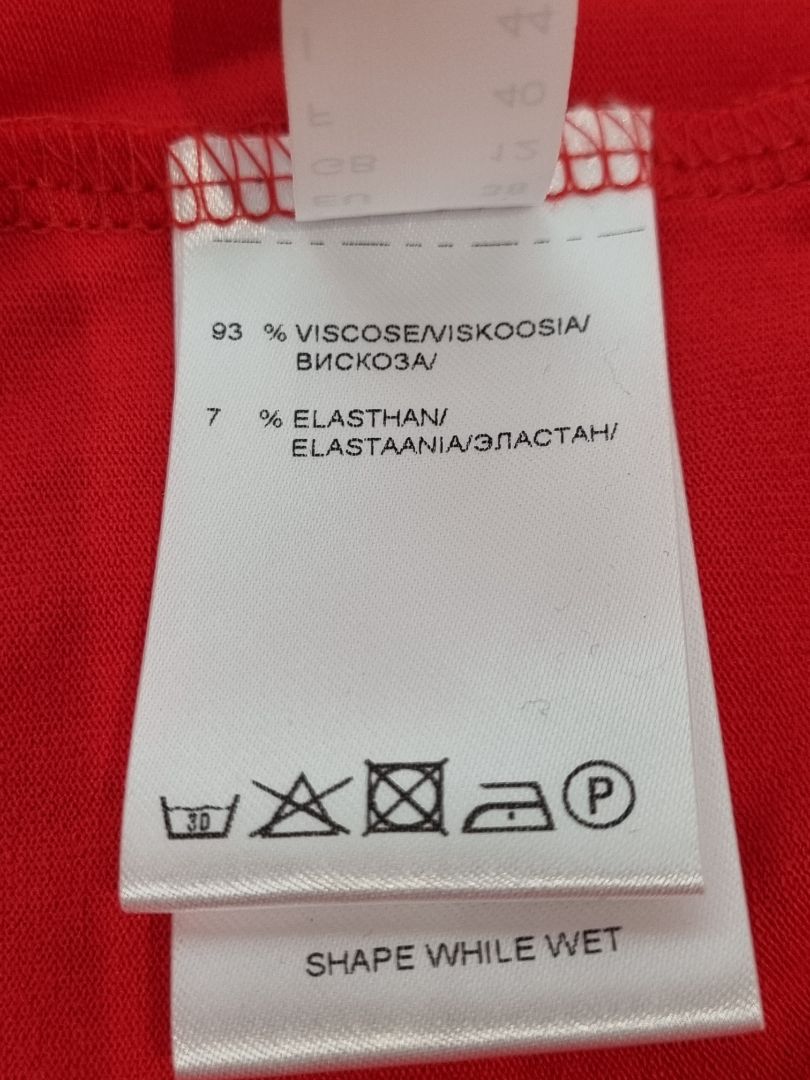 93 % VISCOSE/VISKOOSIA/
ВИСКОЗА/
7 % ELASTHAN/
ELASTAANIA/ЭЛАСТАН/
30
P
SHAPE WHILE WET